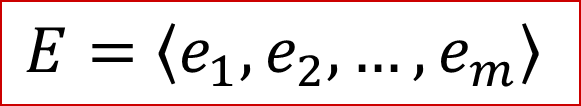 𝐸 = ⟨𝑒₁, 𝑒₂, … , 𝑒ₘ⟩